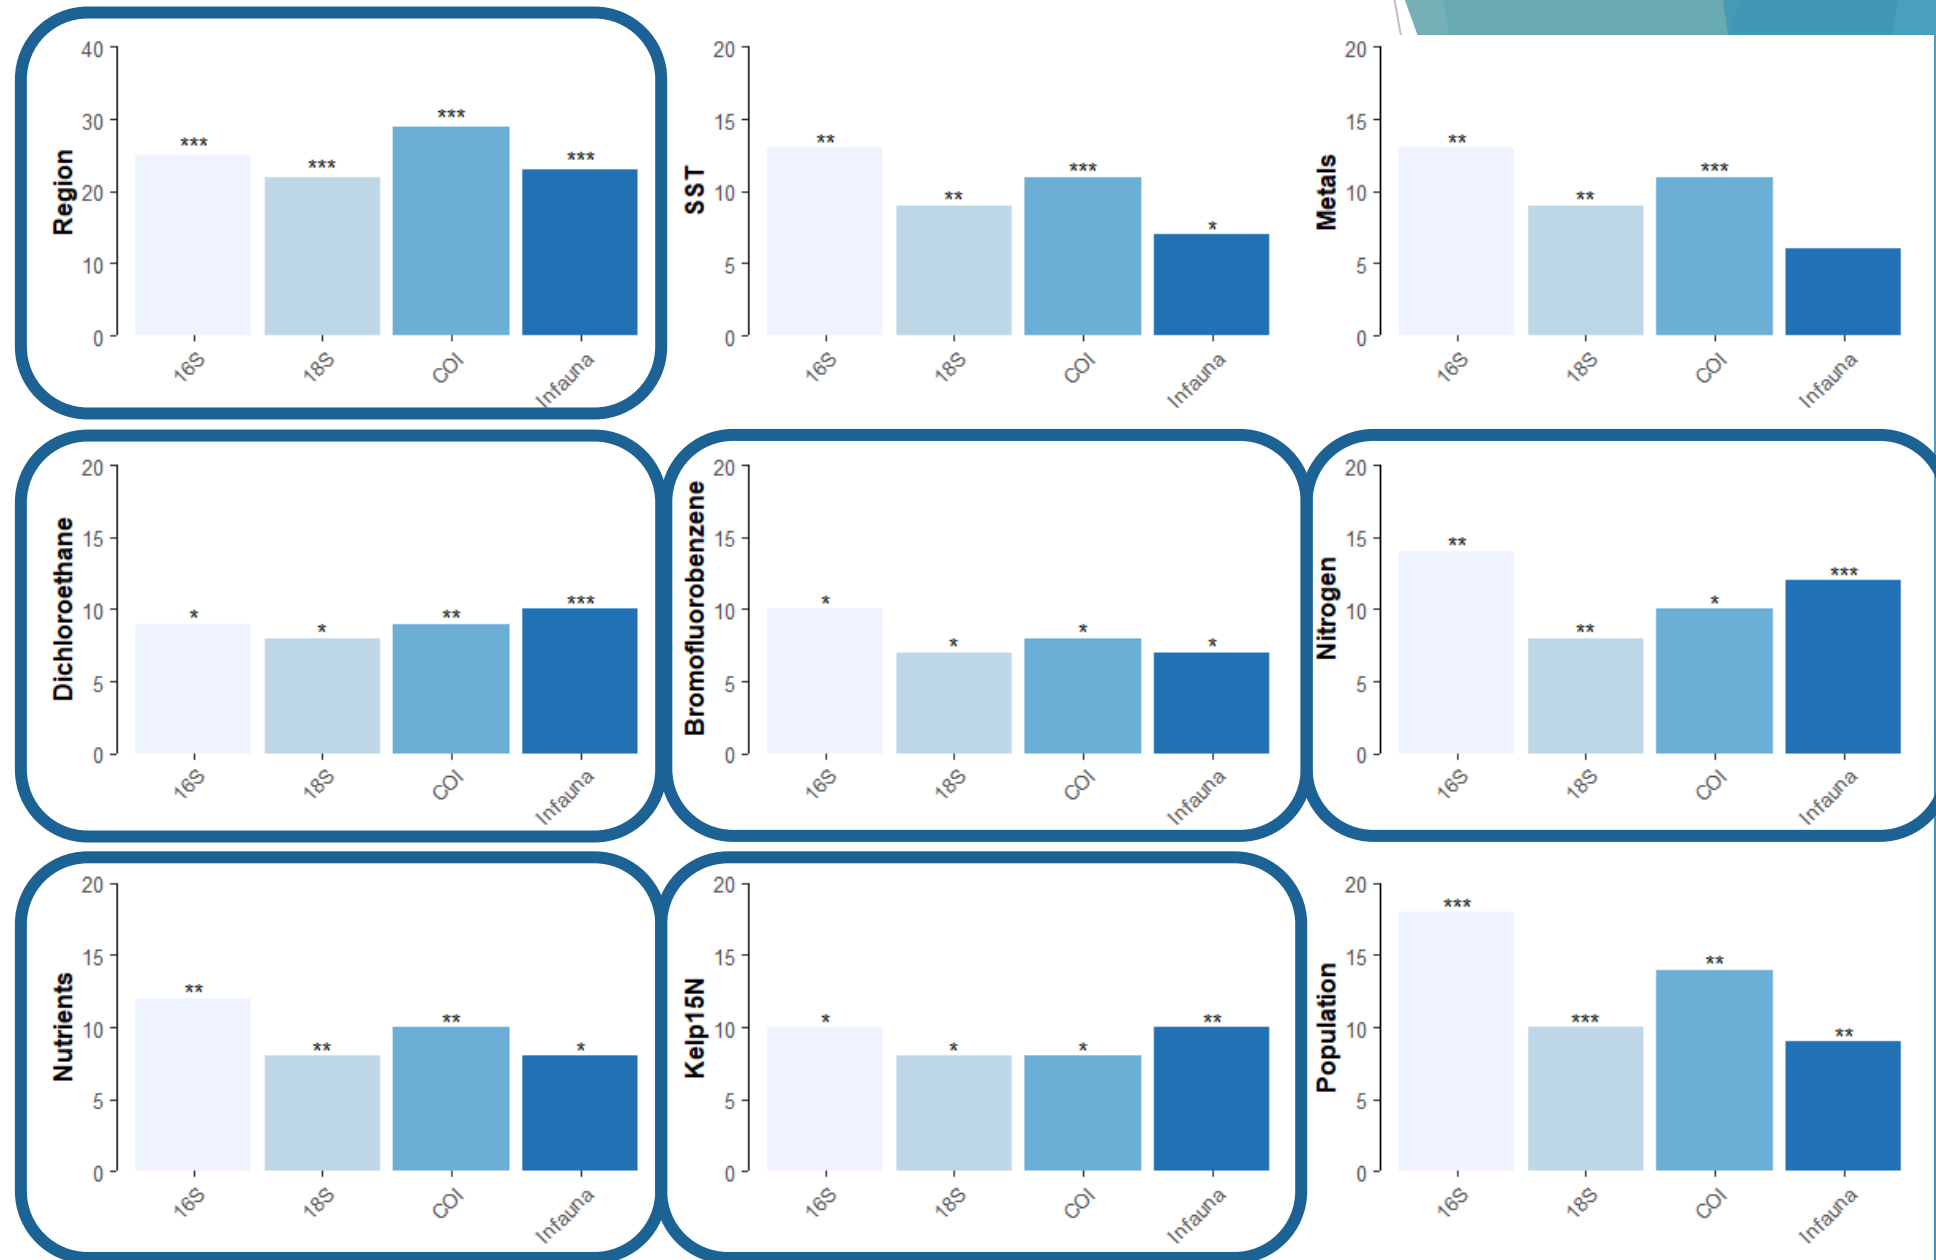 Region
40
30
20
10
0
***
***
***
***
16S
18S
COI
Infauna
SST
20
15
10
5
0
**
**
***
*
16S
18S
COI
Infauna
Metals
20
15
10
5
0
**
**
***
16S
18S
COI
Infauna
Dichloroethane
20
15
10
5
0
*
*
**
***
16S
18S
COI
Infauna
Bromofluorobenzene
20
15
10
5
0
*
*
*
*
16S
18S
COI
Infauna
Nitrogen
20
15
10
5
0
**
**
*
***
16S
18S
COI
Infauna
Nutrients
20
15
10
5
0
**
**
**
*
16S
18S
COI
Infauna
Kelp15N
20
15
10
5
0
*
*
*
**
16S
18S
COI
Infauna
Population
20
15
10
5
0
***
***
**
**
16S
18S
COI
Infauna